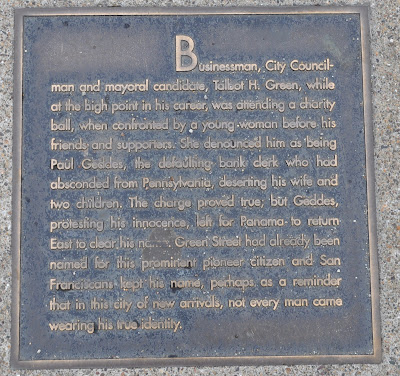 Businessman, City Council-
man and mayoral candidate, Talbot H. Green, while
at the high point in his career, was attending a charity
ball, when confronted by a young woman before his
friends and supporters. She denounced him as being
Paul Geddes, the defaulting bank clerk who had
absconded from Pennsylvania, deserting his wife and
two children. The charge proved true; but Geddes,
protesting his innocence, left for Panama to return
East to clear his name. Green Street had already been
named for this prominent pioneer citizen and San
Franciscans kept his name, perhaps as a reminder
that in this city of new arrivals, not every man came
wearing his true identity.